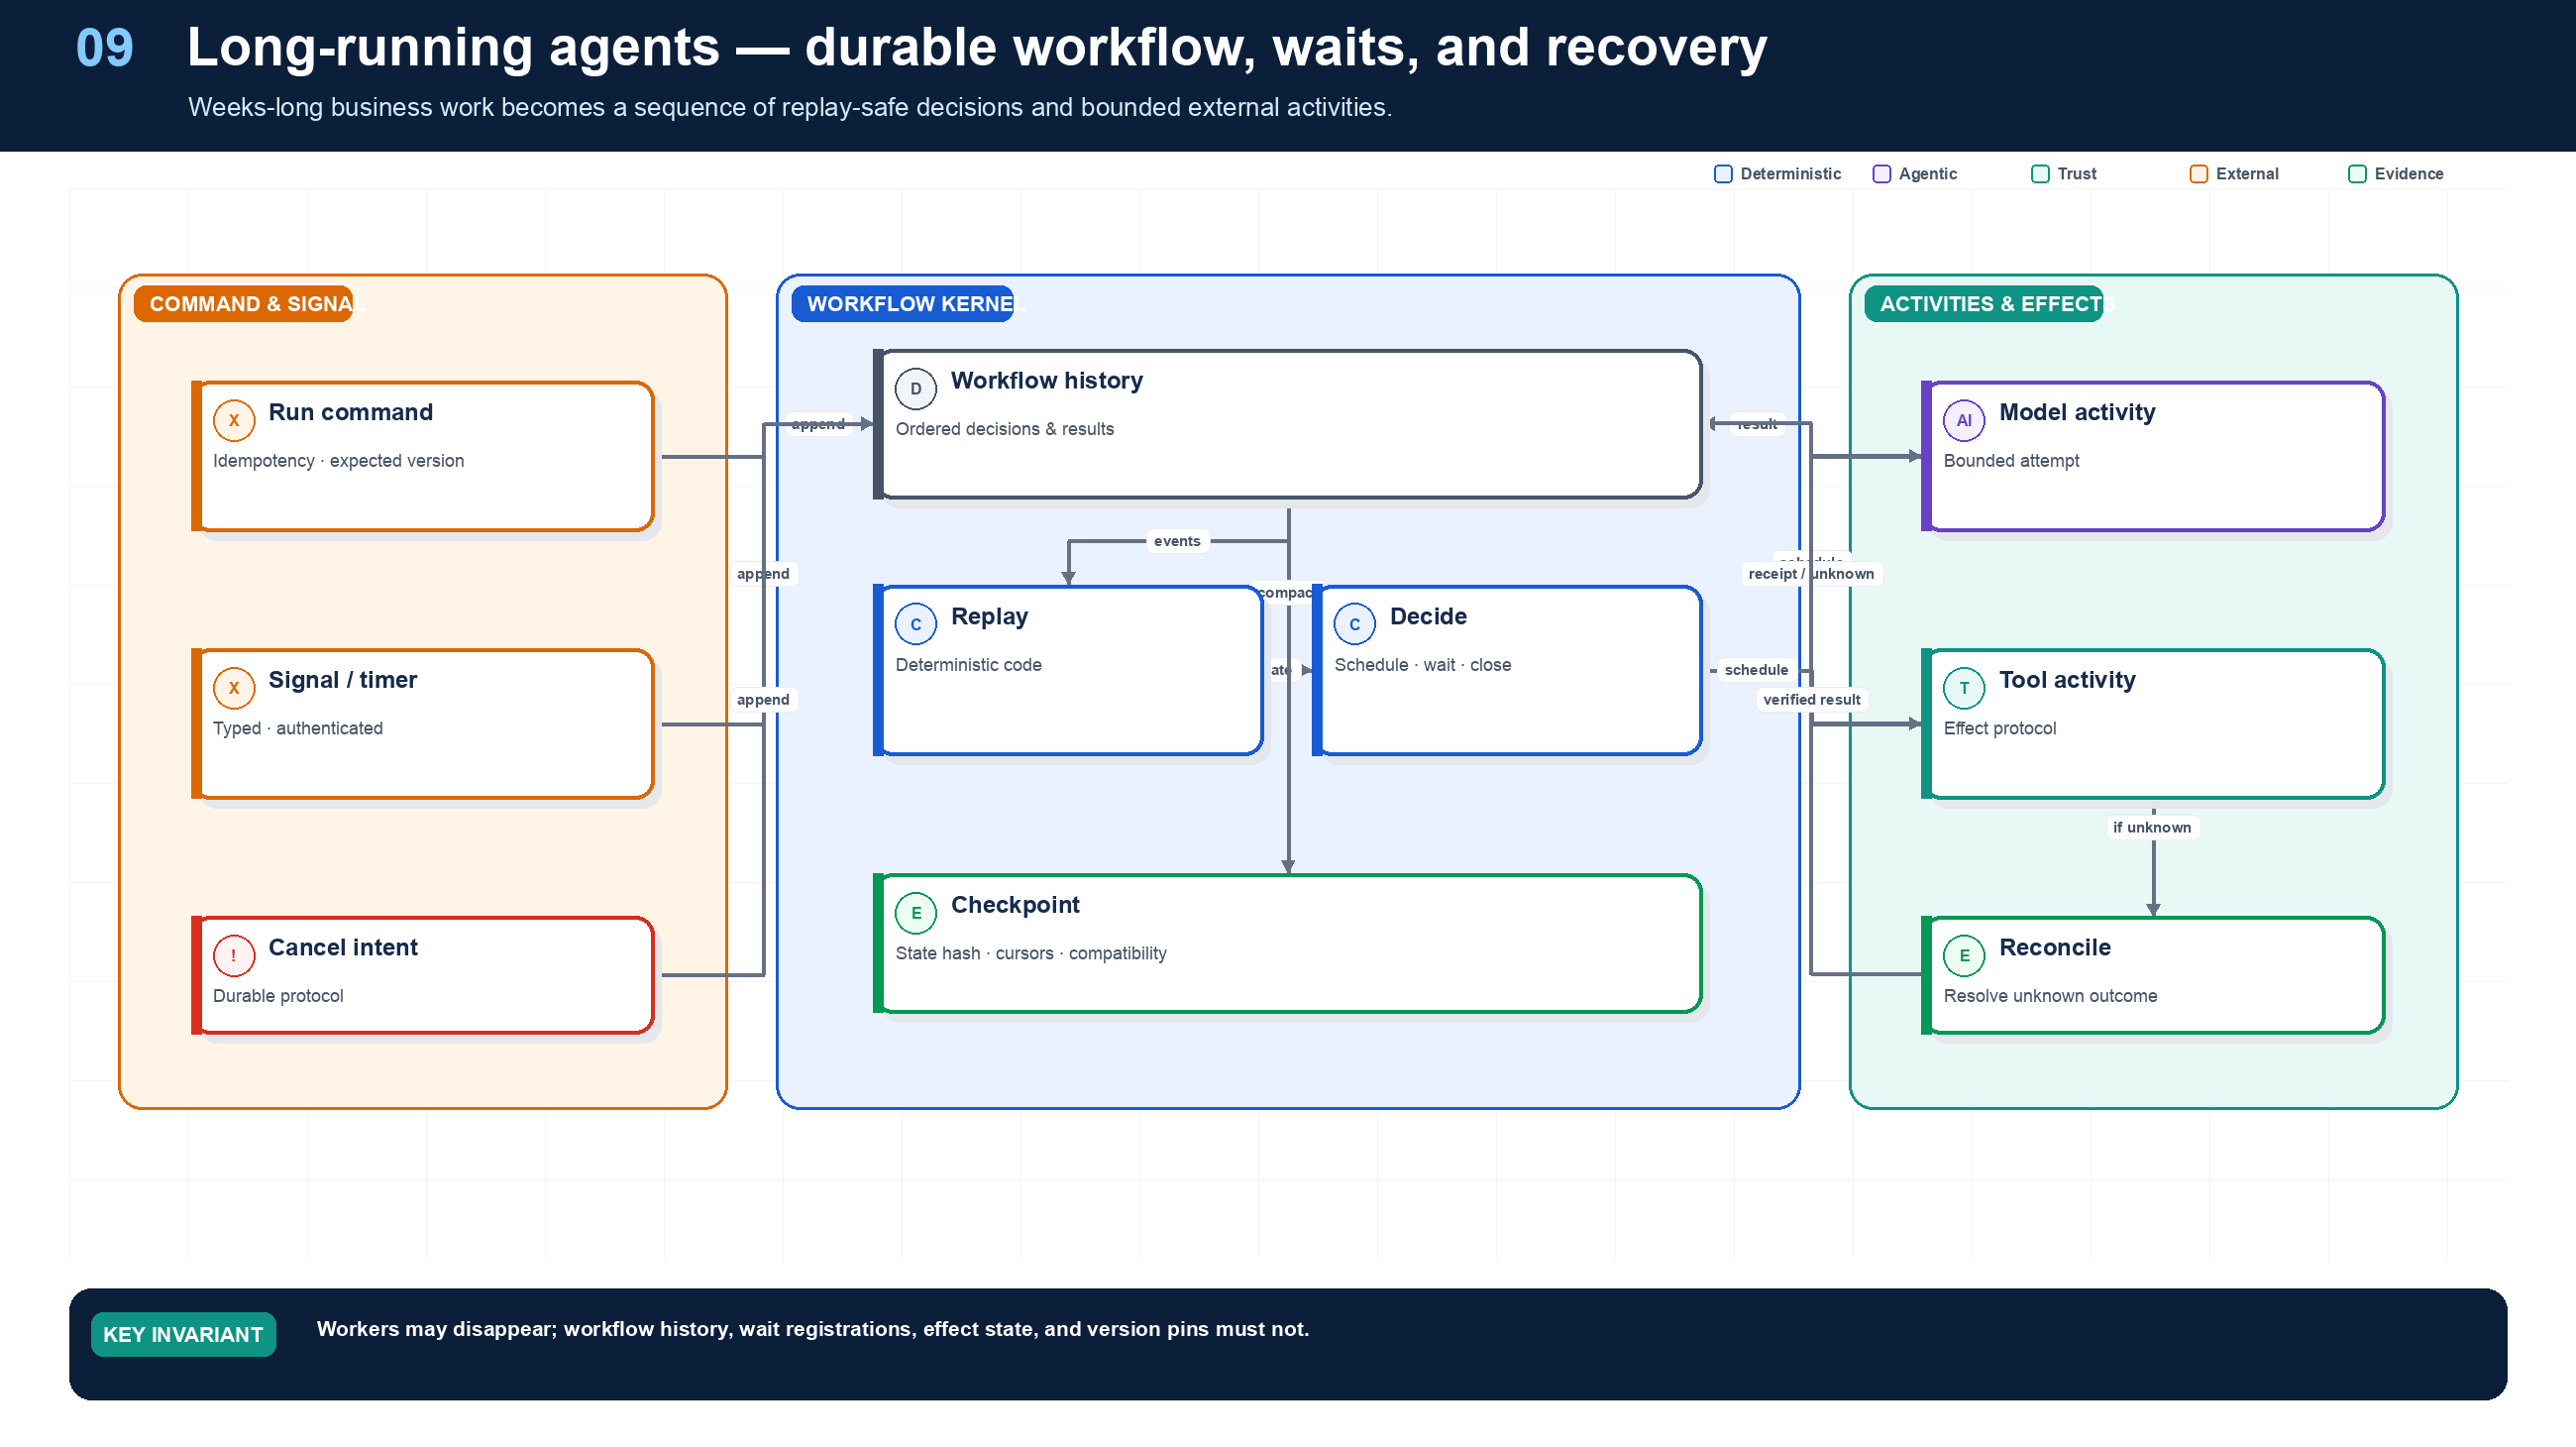 09 Long-running agents — durable workflow, waits, and recovery
Weeks-long business work becomes a sequence of replay-safe decisions and bounded external activities.
Deterministic
Agentic
Trust
External
Evidence
COMMAND & SIGNAL
X Run command
Idempotency · expected version
X Signal / timer
Typed · authenticated
! Cancel intent
Durable protocol
append
append
append
WORKFLOW KERNEL
D Workflow history
Ordered decisions & results
events
C Replay
Deterministic code
C Decide
Schedule · wait · close
E Checkpoint
State hash · cursors · compatibility
result
schedule
receipt / unknown
schedule
verified result
ACTIVITIES & EFFECTS
AI Model activity
Bounded attempt
T Tool activity
Effect protocol
if unknown
E Reconcile
Resolve unknown outcome
KEY INVARIANT
Workers may disappear; workflow history, wait registrations, effect state, and version pins must not.